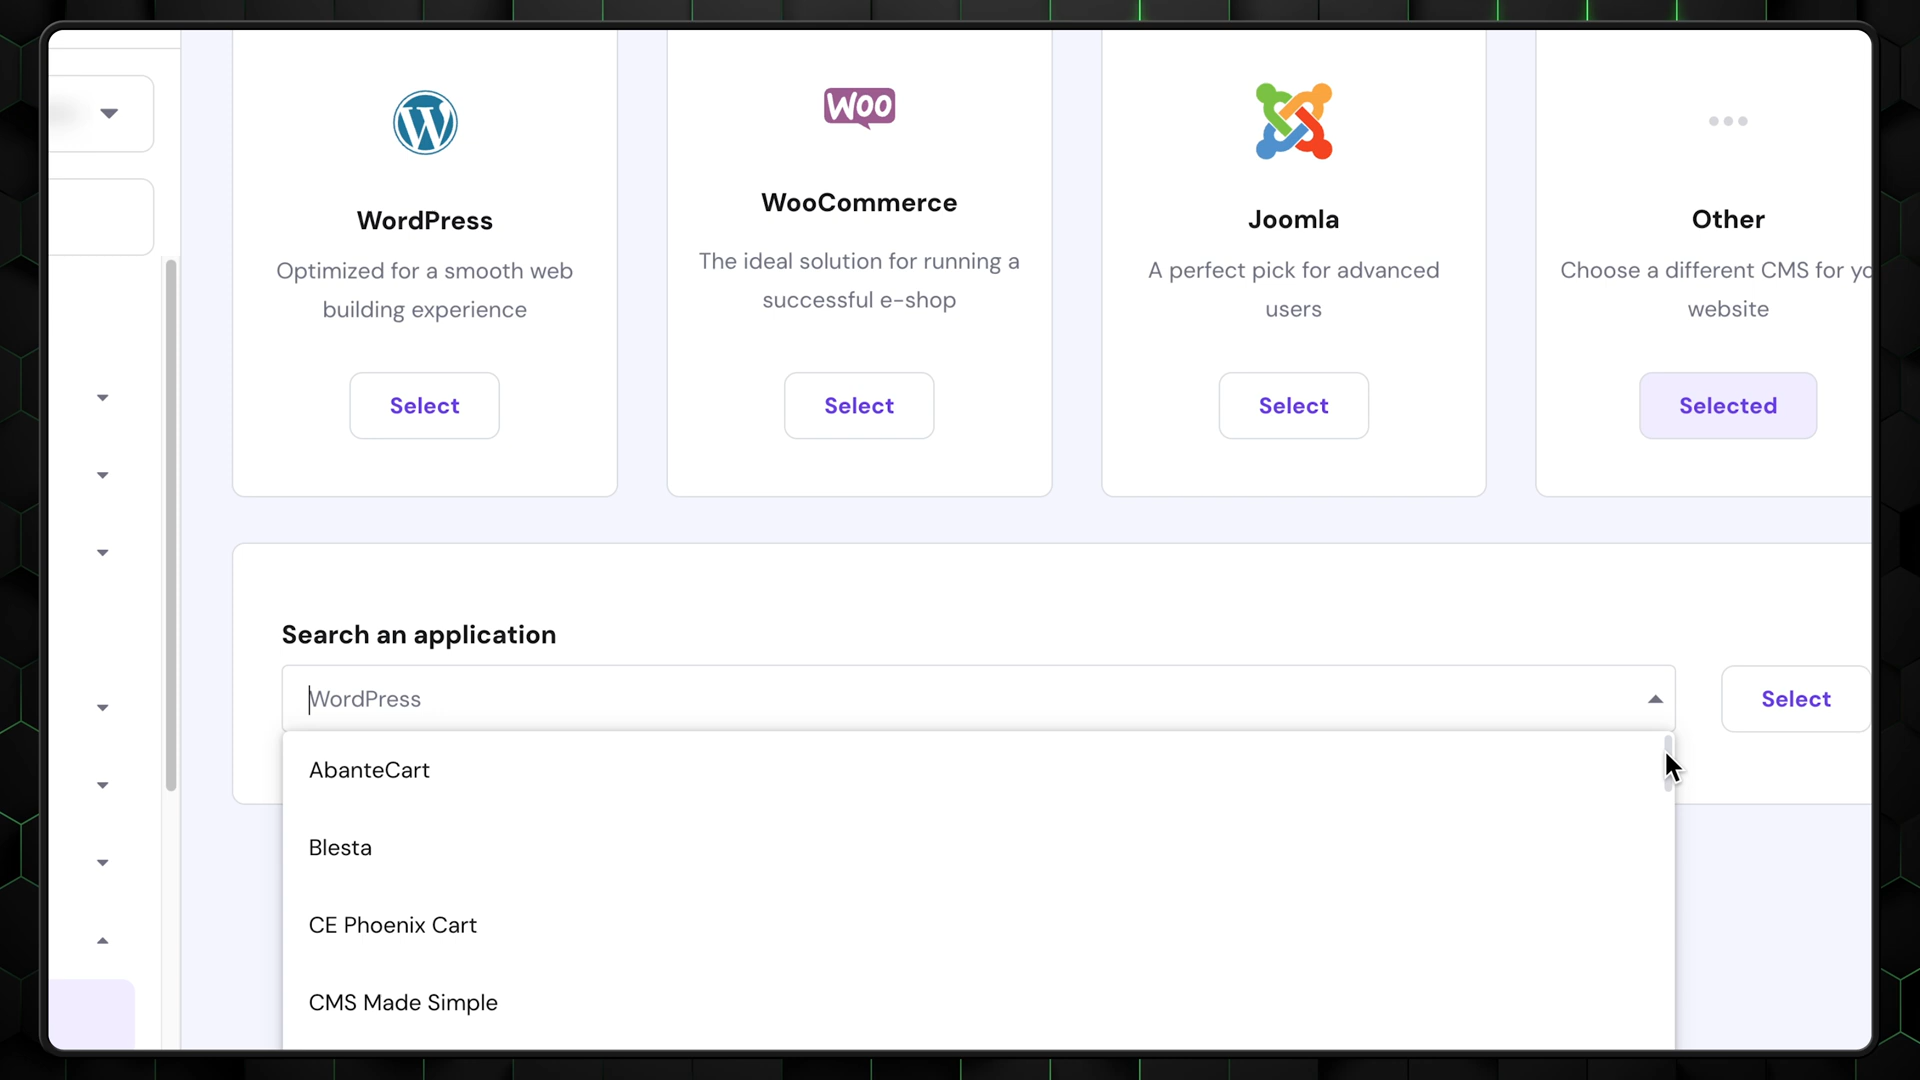 WOO
WordPress
Optimized for a smooth web
building experience
Select
WooCommerce
The ideal solution for running a
successful e-shop
Select
Joomla
A perfect pick for advanced
users
Select
Other
Choose a different CMS for yo
website
Selected
Search an application
WordPress
Select
AbanteCart
Blesta
CE Phoenix Cart
CMS Made Simple